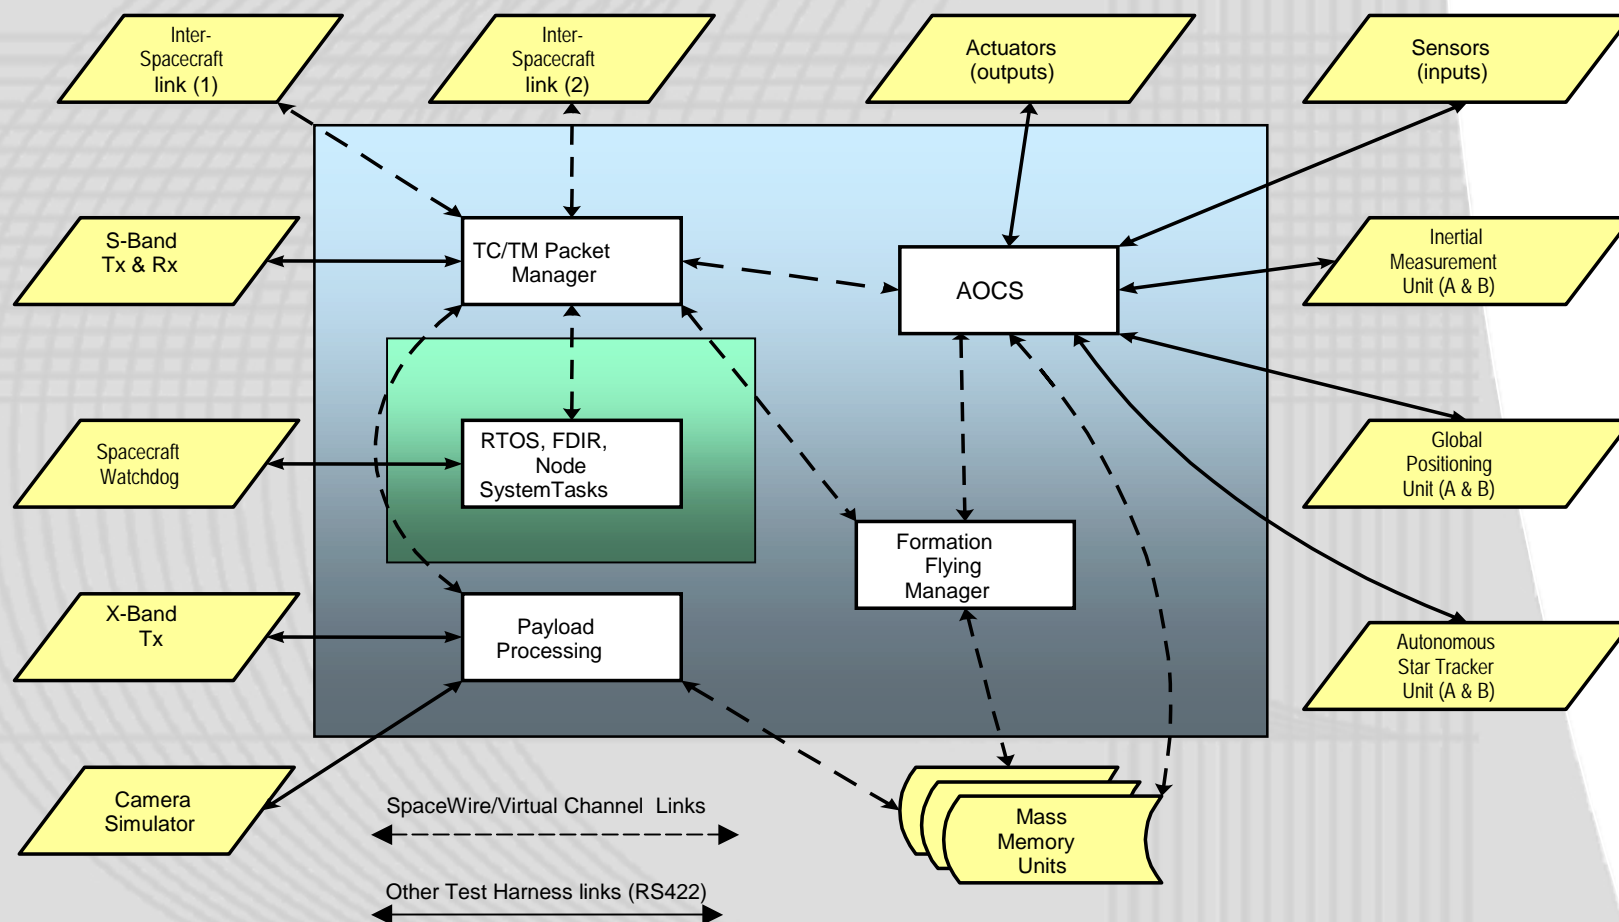 Inter-
Spacecraft
link (1)
Inter-
Spacecraft
link (2)
Actuators
(outputs)
Sensors
(inputs)
S-Band
Tx & Rx
TC/TM Packet
Manager
AOCS
Inertial
Measurement
Unit (A & B)
Spacecraft
Watchdog
RTOS, FDIR,
Node
SystemTasks
Global
Positioning
Unit (A & B)
Formation
Flying
Manager
X-Band
Tx
Payload
Processing
Autonomous
Star Tracker
Unit (A & B)
Camera
Simulator
SpaceWire/Virtual Channel Links
Mass
Memory
Units
Other Test Harness links (RS422)